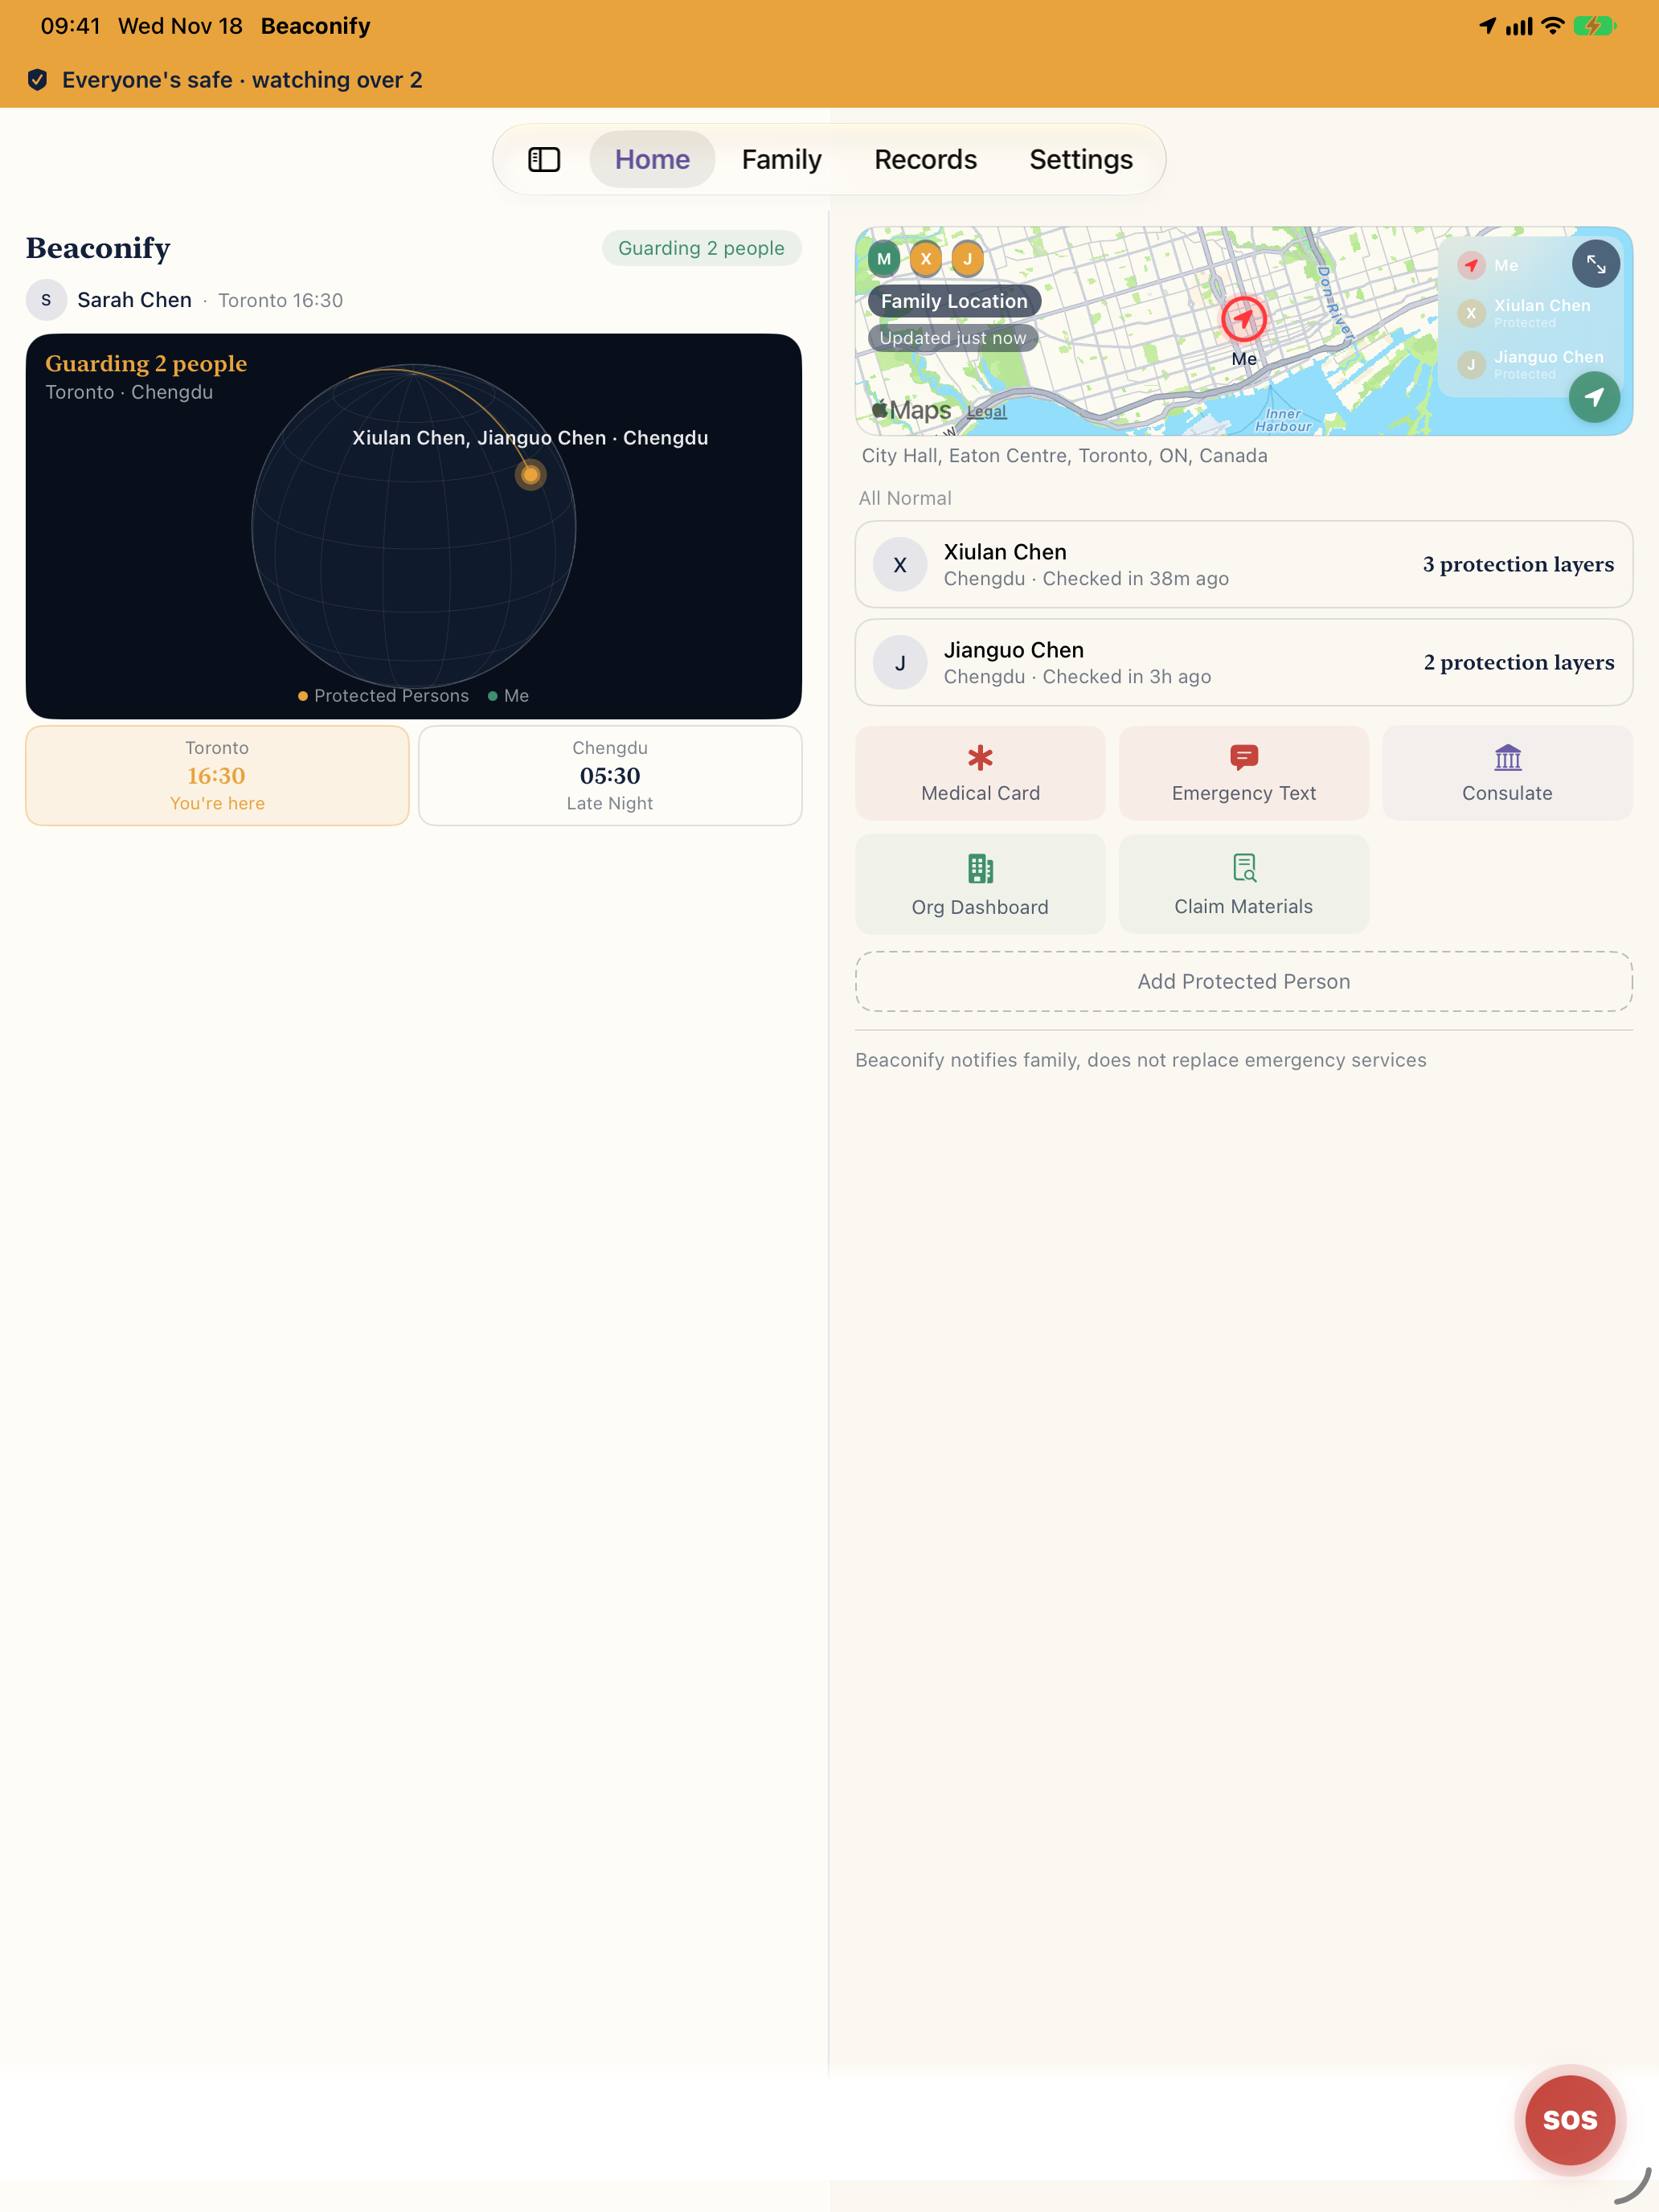 09:41 Wed Nov 18 Beaconify
Everyone's safe · watching over 2
Home Family Records Settings
Beaconify
Guarding 2 people
S Sarah Chen · Toronto 16:30
Guarding 2 people
Toronto · Chengdu
Xiulan Chen, Jianguo Chen · Chengdu
Protected Persons Me
Toronto
16:30
You're here
Chengdu
05:30
Late Night
M X J
Family Location
Updated just now
Don River
Me
Maps Legal
W
Inner
Harbour
Me
X Xiulan Chen
Protected
J Jianguo Chen
Protected
City Hall, Eaton Centre, Toronto, ON, Canada
All Normal
X Xiulan Chen
Chengdu · Checked in 38m ago
3 protection layers
J Jianguo Chen
Chengdu · Checked in 3h ago
2 protection layers
Medical Card
Emergency Text
Consulate
Org Dashboard
Claim Materials
Add Protected Person
Beaconify notifies family, does not replace emergency services
SOS